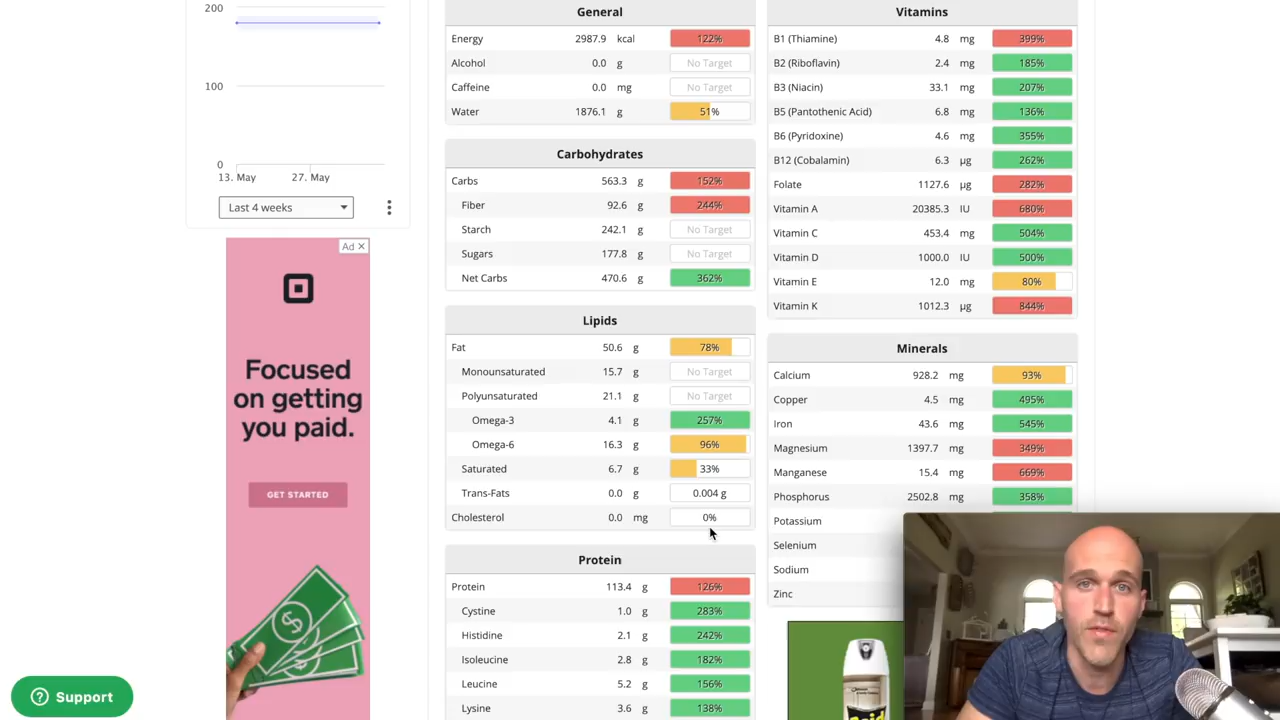 200
100
0
13. May 27. May
Last 4 weeks
Ad ×
Focused
on getting
you paid.
GET STARTED
Support
General
Energy 2987.9 kcal 122%
Alcohol 0.0 g No Target
Caffeine 0.0 mg No Target
Water 1876.1 g 51%
Carbohydrates
Carbs 563.3 g 152%
Fiber 92.6 g 244%
Starch 242.1 g No Target
Sugars 177.8 g No Target
Net Carbs 470.6 g 362%
Lipids
Fat 50.6 g 78%
Monounsaturated 15.7 g No Target
Polyunsaturated 21.1 g No Target
Omega-3 4.1 g 257%
Omega-6 16.3 g 96%
Saturated 6.7 g 33%
Trans-Fats 0.0 g 0.004 g
Cholesterol 0.0 mg 0%
Protein
Protein 113.4 g 126%
Cystine 1.0 g 283%
Histidine 2.1 g 242%
Isoleucine 2.8 g 182%
Leucine 5.2 g 156%
Lysine 3.6 g 138%
Vitamins
B1 (Thiamine) 4.8 mg 399%
B2 (Riboflavin) 2.4 mg 185%
B3 (Niacin) 33.1 mg 207%
B5 (Pantothenic Acid) 6.8 mg 136%
B6 (Pyridoxine) 4.6 mg 355%
B12 (Cobalamin) 6.3 µg 262%
Folate 1127.6 µg 282%
Vitamin A 20385.3 IU 680%
Vitamin C 453.4 mg 504%
Vitamin D 1000.0 IU 500%
Vitamin E 12.0 mg 80%
Vitamin K 1012.3 µg 844%
Minerals
Calcium 928.2 mg 93%
Copper 4.5 mg 495%
Iron 43.6 mg 545%
Magnesium 1397.7 mg 349%
Manganese 15.4 mg 669%
Phosphorus 2502.8 mg 358%
Potassium
Selenium
Sodium
Zinc